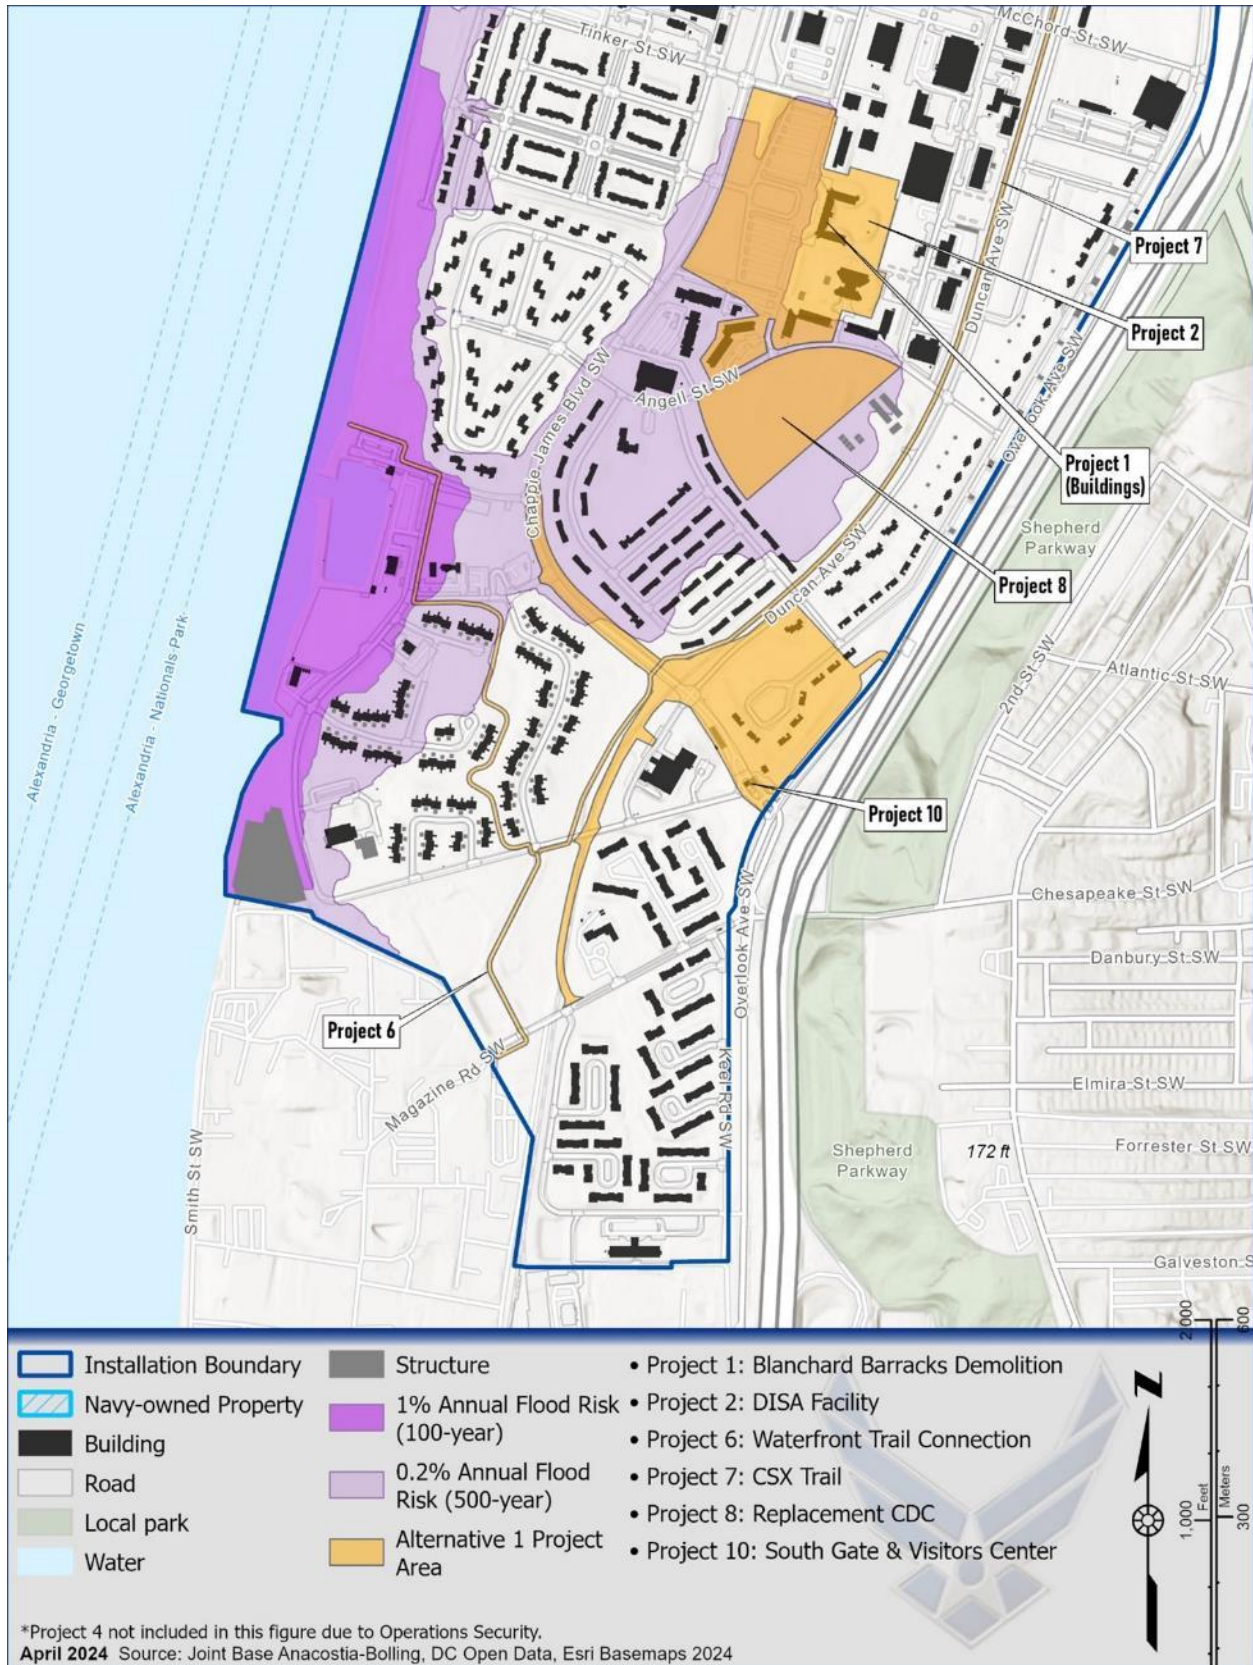 McChord St SW
Tinker St SW
Duncan Ave SW
Project 7
Project 2
Overlook Ave SW
Angell St SW
Chappie James Blvd SW
Project 1
(Buildings)
Shepherd
Parkway
Project 8
Duncan Ave SW
2nd St SW
Atlantic St SW
Alexandria - Georgetown
Alexandria - Nationals Park
Project 10
Chesapeake St SW
Overlook Ave SW
Danbury St SW
Project 6
Magazine Rd SW
Keel Rd SW
Elmira St SW
Smith St SW
Shepherd
Parkway
172 ft
Forrester St SW
Galveston S
Installation Boundary
Navy-owned Property
Building
Road
Local park
Water
Structure
1% Annual Flood Risk
(100-year)
0.2% Annual Flood
Risk (500-year)
Alternative 1 Project
Area
• Project 1: Blanchard Barracks Demolition
• Project 2: DISA Facility
• Project 6: Waterfront Trail Connection
• Project 7: CSX Trail
• Project 8: Replacement CDC
• Project 10: South Gate & Visitors Center
N
2,000
600
Feet
Meters
1,000
300
*Project 4 not included in this figure due to Operations Security.
April 2024 Source: Joint Base Anacostia-Bolling, DC Open Data, Esri Basemaps 2024